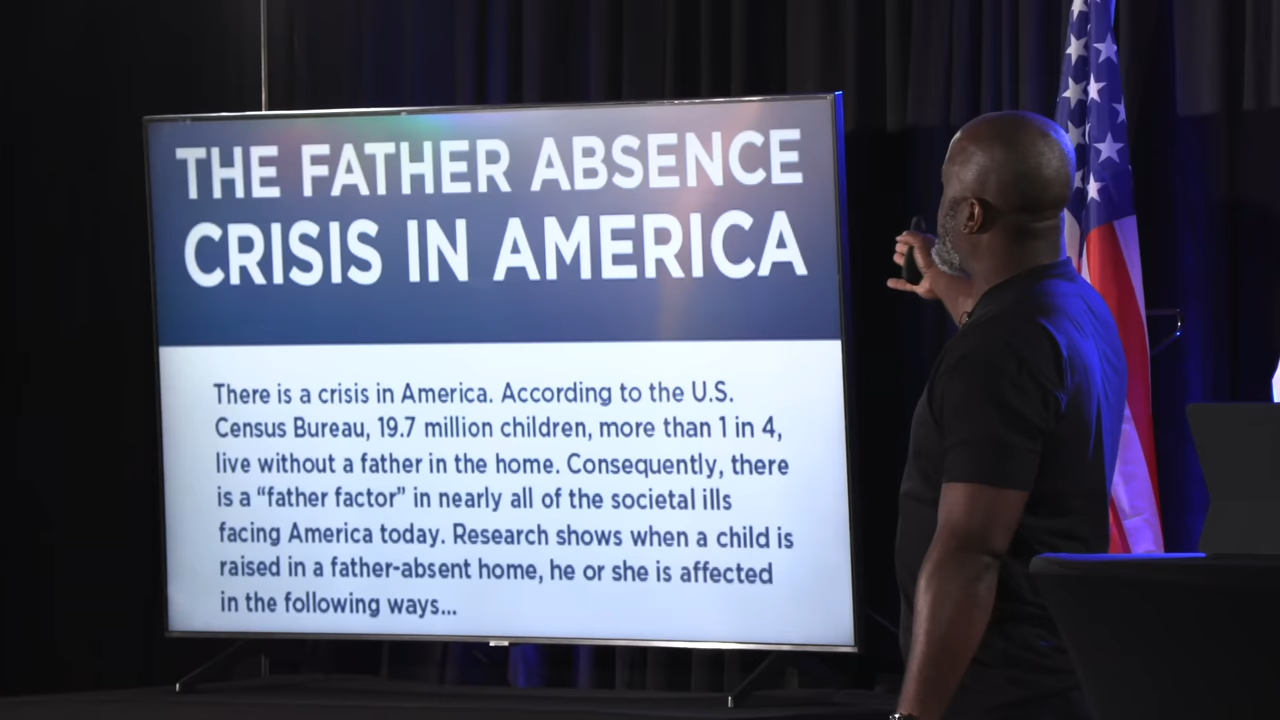 THE FATHER ABSENCE
CRISIS IN AMERICA
There is a crisis in America. According to the U.S.
Census Bureau, 19.7 million children, more than 1 in 4,
live without a father in the home. Consequently, there
is a “father factor” in nearly all of the societal ills
facing America today. Research shows when a child is
raised in a father-absent home, he or she is affected
in the following ways...